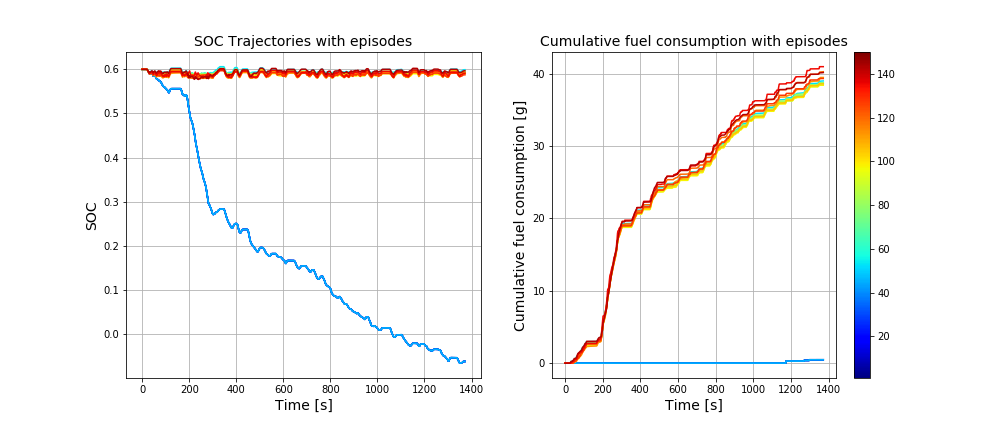 SOC Trajectories with episodes
0.6
0.5
0.4
0.3
0.2
0.1
0.0
SOC
0 200 400 600 800 1000 1200 1400
Time [s]
Cumulative fuel consumption with episodes
40
30
20
10
0
Cumulative fuel consumption [g]
0 200 400 600 800 1000 1200 1400
Time [s]
140
120
100
80
60
40
20